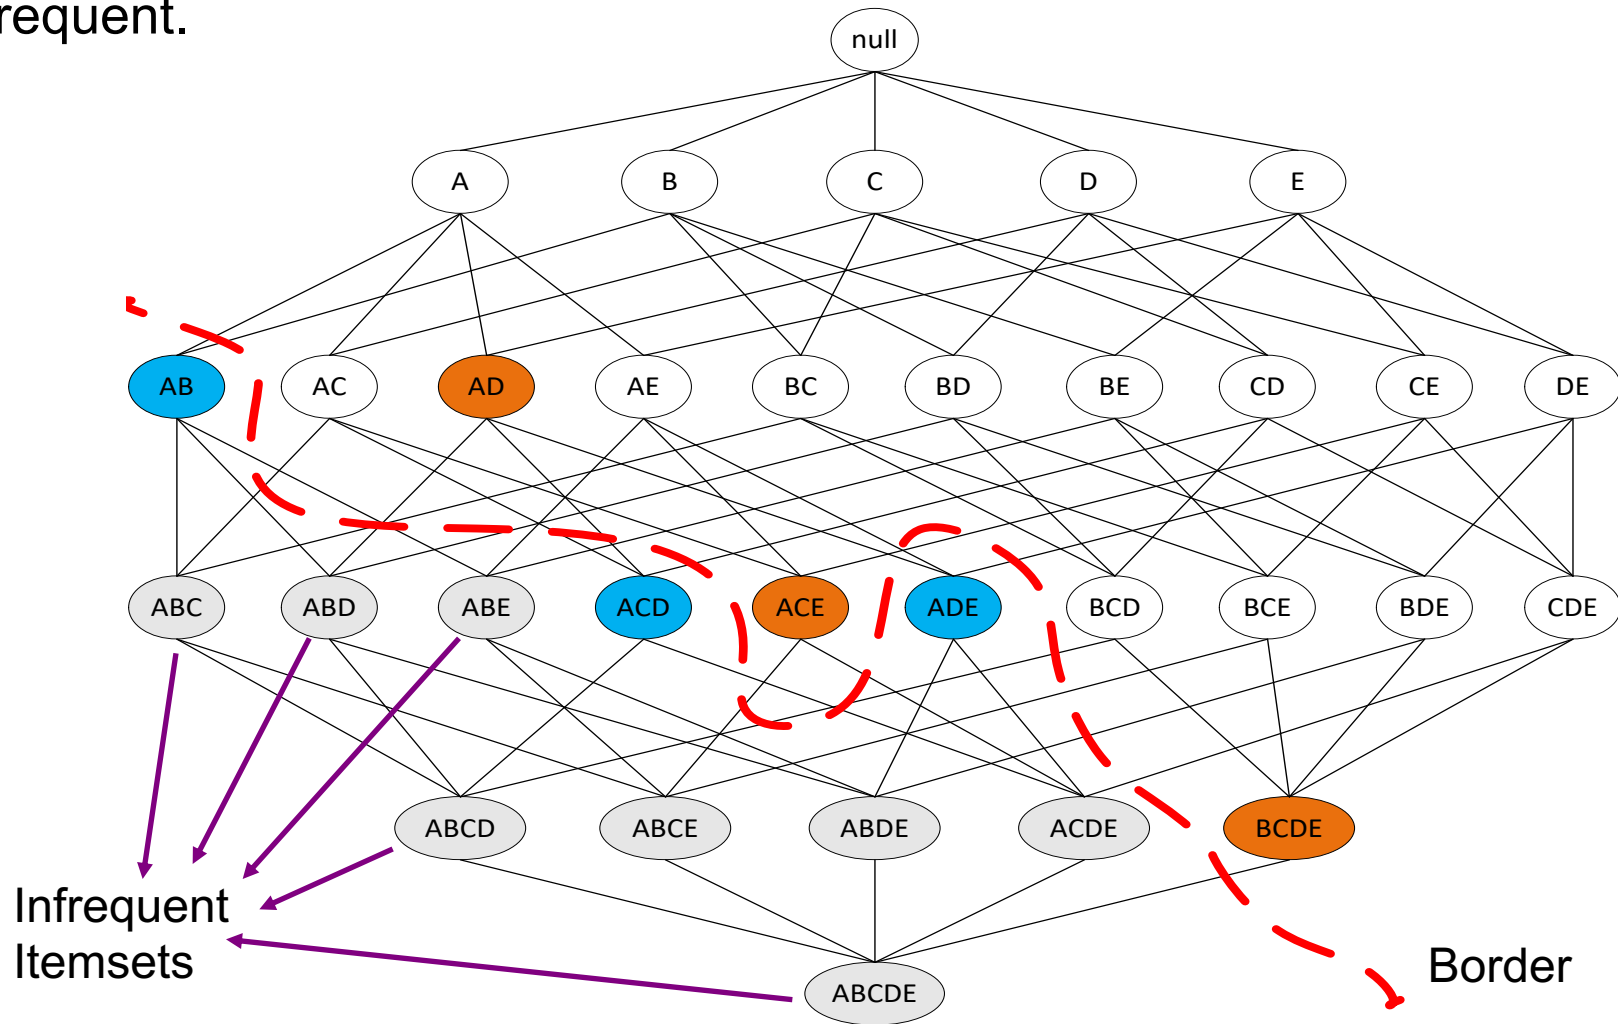 requent.
null
A B C D E
AB AC AD AE BC BD BE CD CE DE
ABC ABD ABE ACD ACE ADE BCD BCE BDE CDE
ABCD ABCE ABDE ACDE BCDE
Infrequent
Itemsets
Border
ABCDE